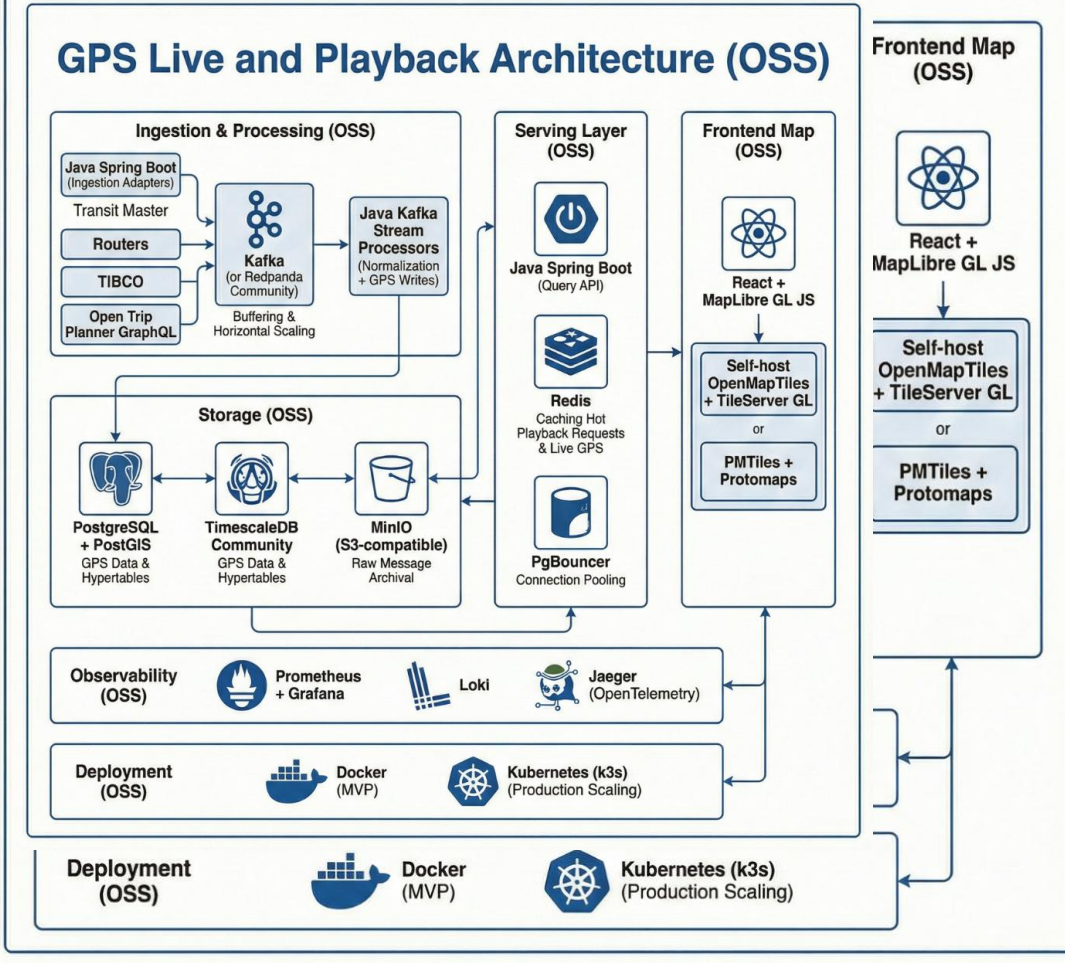 GPS Live and Playback Architecture (OSS)
Ingestion & Processing (OSS)
Java Spring Boot
(Ingestion Adapters)
Transit Master
Routers
TIBCO
Open Trip
Planner GraphQL
Kafka
(or Redpanda
Community)
Buffering &
Horizontal Scaling
Java Kafka
Stream
Processors
(Normalization
+ GPS Writes)
Storage (OSS)
PostgreSQL
+ PostGIS
GPS Data &
Hypertables
TimescaleDB
Community
GPS Data &
Hypertables
MinIO
(S3-compatible)
Raw Message
Archival
Serving Layer
(OSS)
Java Spring Boot
(Query API)
Redis
Caching Hot
Playback Requests
& Live GPS
PgBouncer
Connection Pooling
Frontend Map
(OSS)
React +
MapLibre GL JS
Self-host
OpenMapTiles
+ TileServer GL
or
PMTiles +
Protomaps
Observability
(OSS)
Prometheus
+ Grafana
Loki
Jaeger
(OpenTelemetry)
Deployment
(OSS)
Docker
(MVP)
Kubernetes (k3s)
(Production Scaling)
Frontend Map
(OSS)
React +
MapLibre GL JS
Self-host
OpenMapTiles
+ TileServer GL
or
PMTiles +
Protomaps
Deployment
(OSS)
Docker
(MVP)
Kubernetes (k3s)
(Production Scaling)